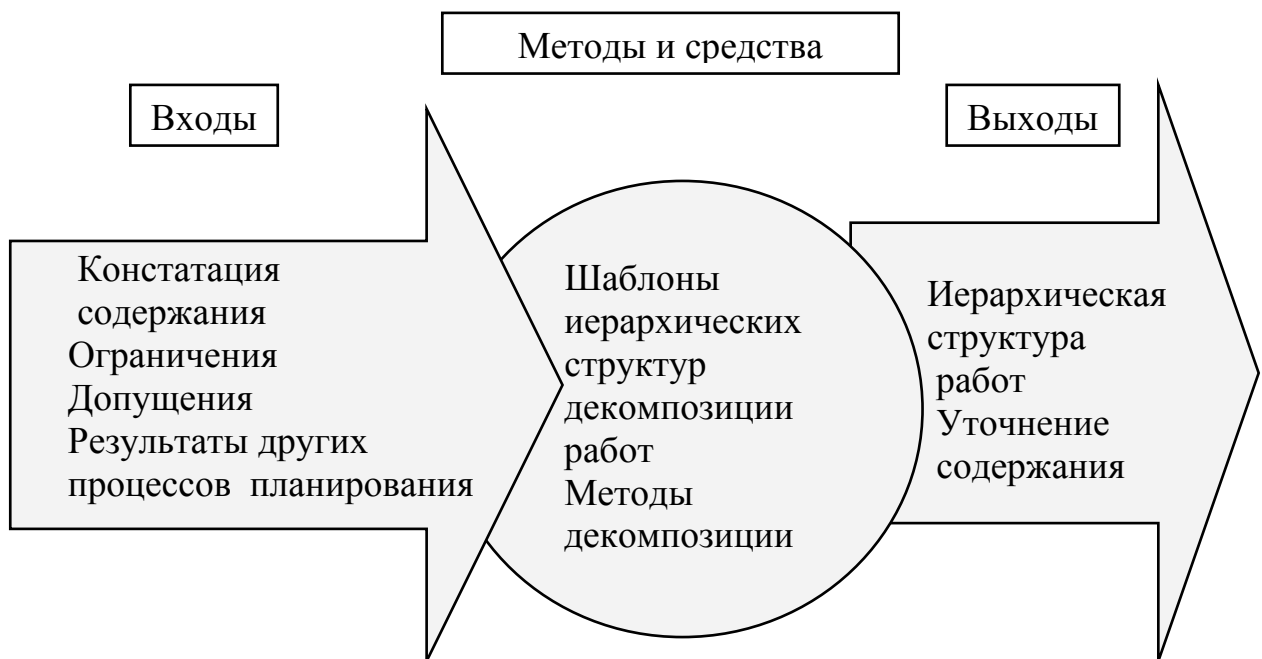 Методы и средства
Входы
Выходы
Констатация
содержания
Ограничения
Допущения
Результаты других
процессов планирования
Шаблоны
иерархических
структур
декомпозиции
работ
Методы
декомпозиции
Иерархическая
структура
работ
Уточнение
содержания